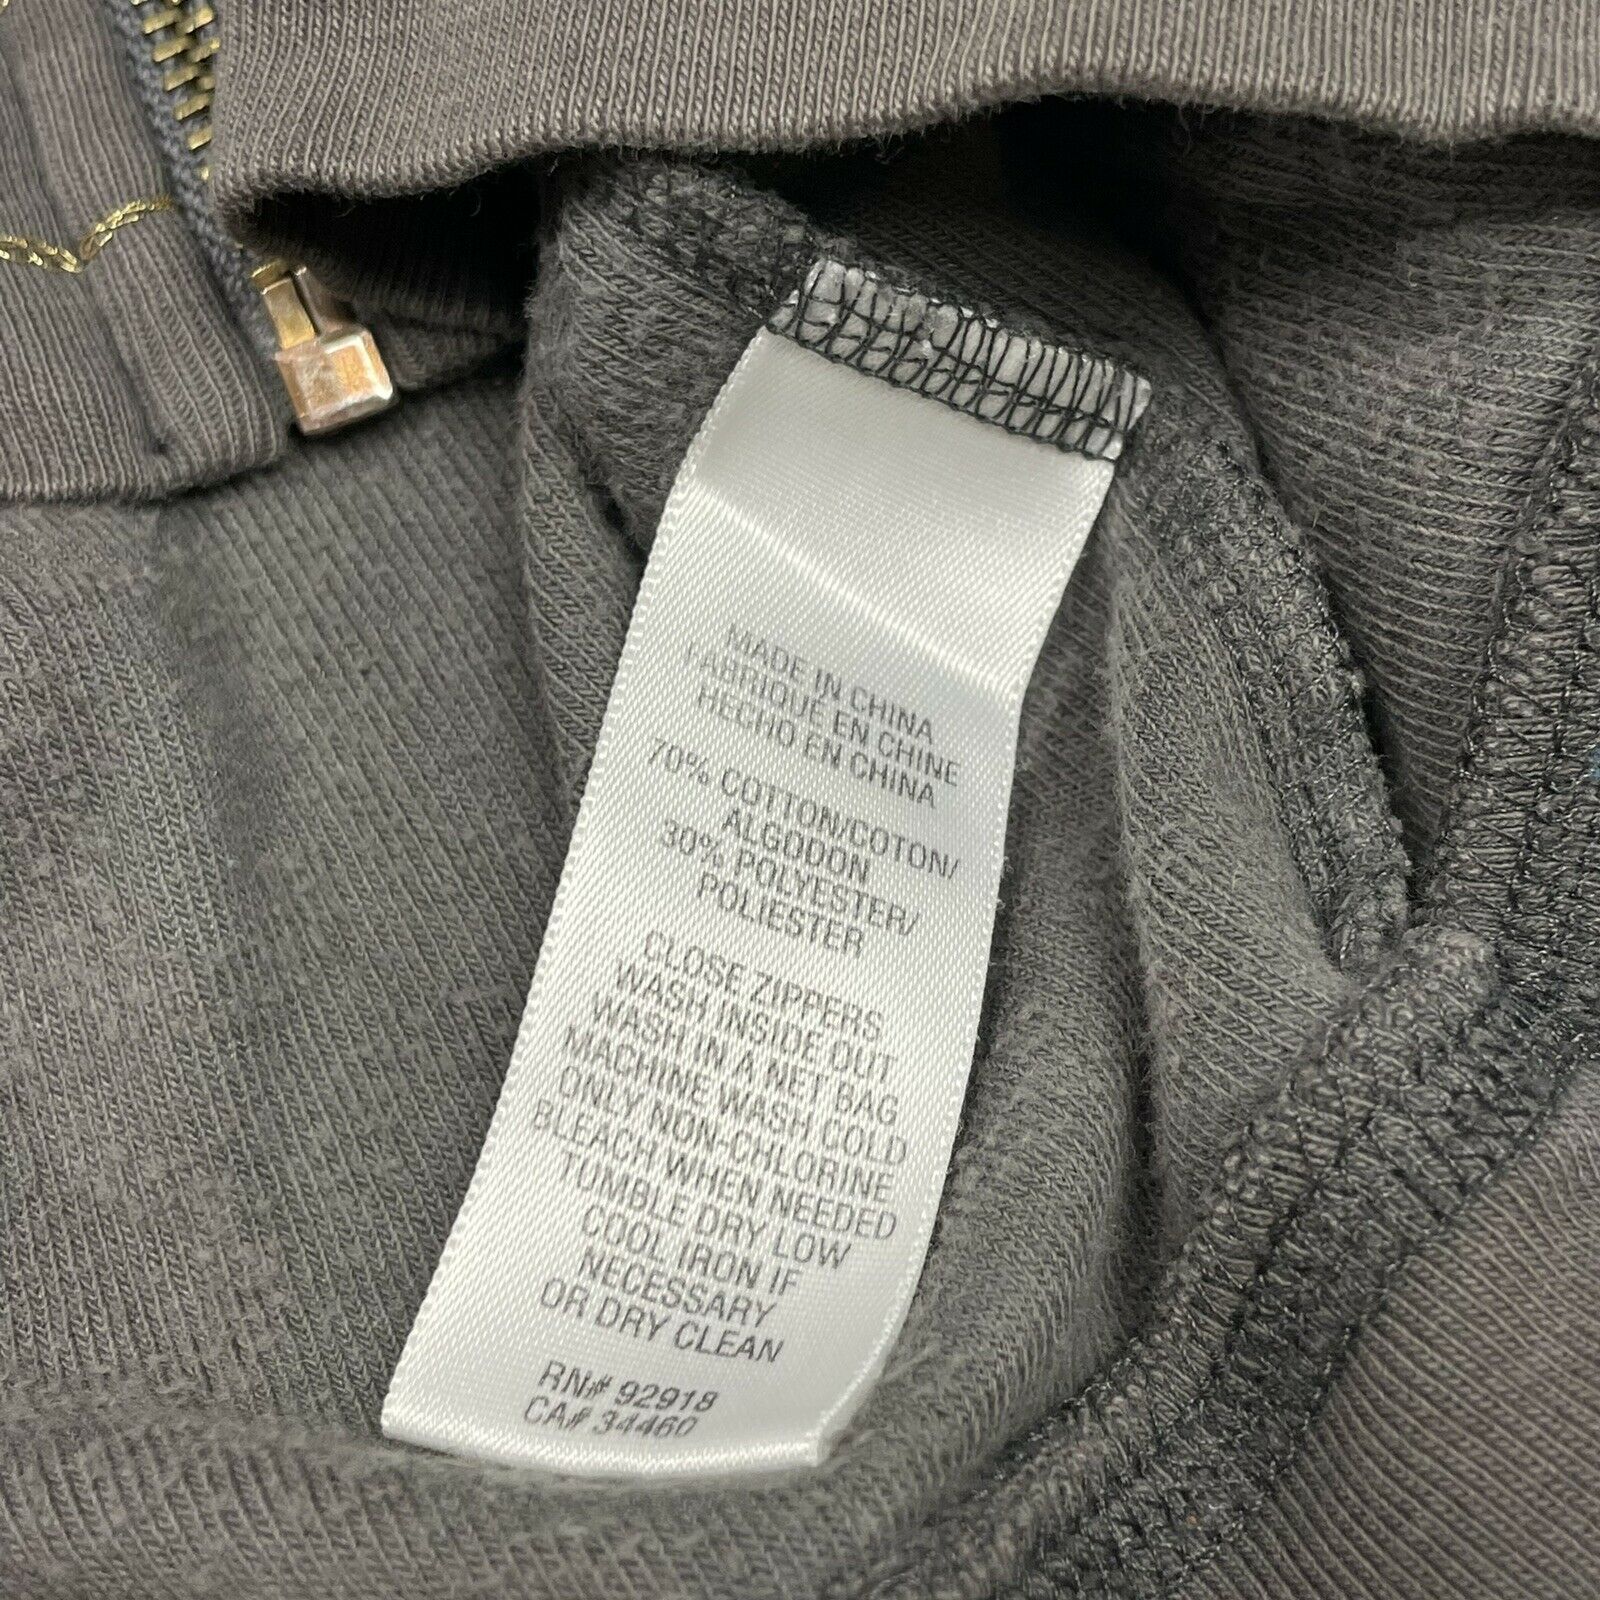 MADE IN CHINA
FABRIQUE EN CHINE
HECHO EN CHINA
70% COTTON/COTON/
ALGODON
30% POLYESTER/
POLIESTER
CLOSE ZIPPERS
WASH INSIDE OUT
WASH IN A NET BAG
MACHINE WASH COLD
ONLY NON-CHLORINE
BLEACH WHEN NEEDED
TUMBLE DRY LOW
COOL IRON IF
NECESSARY
OR DRY CLEAN
RN# 92918
CA# 34460